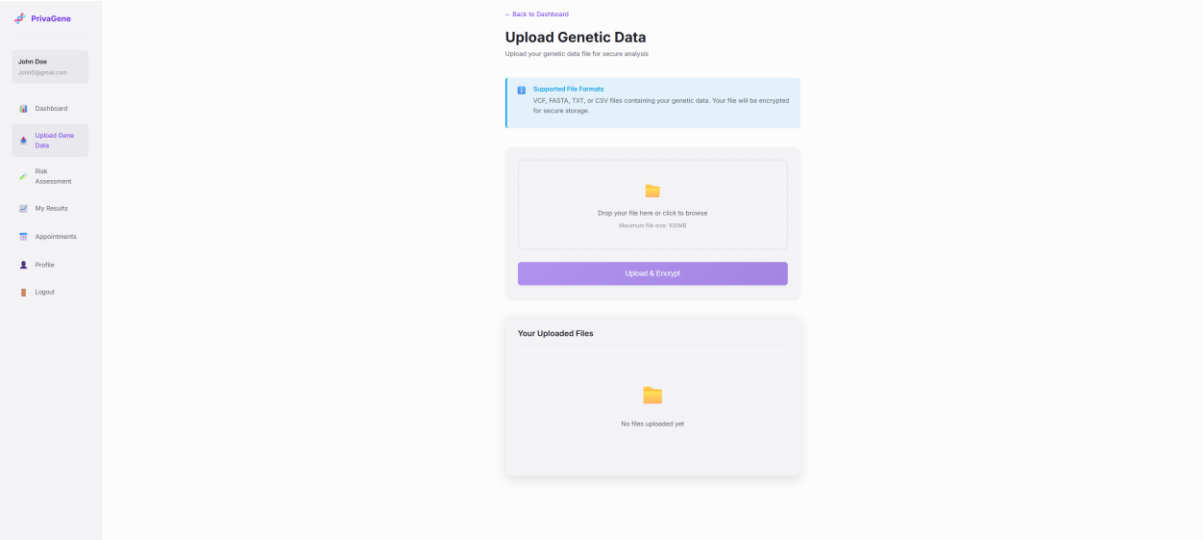 PrivaGene
John Doe
JohnD@gmail.com
Dashboard
Upload Gene
Data
Risk
Assessment
My Results
Appointments
Profile
Logout
← Back to Dashboard
Upload Genetic Data
Upload your genetic data file for secure analysis
Supported File Formats
VCF, FASTA, TXT, or CSV files containing your genetic data. Your file will be encrypted
for secure storage.
Drop your file here or click to browse
Maximum file size: 100MB
Upload & Encrypt
Your Uploaded Files
No files uploaded yet